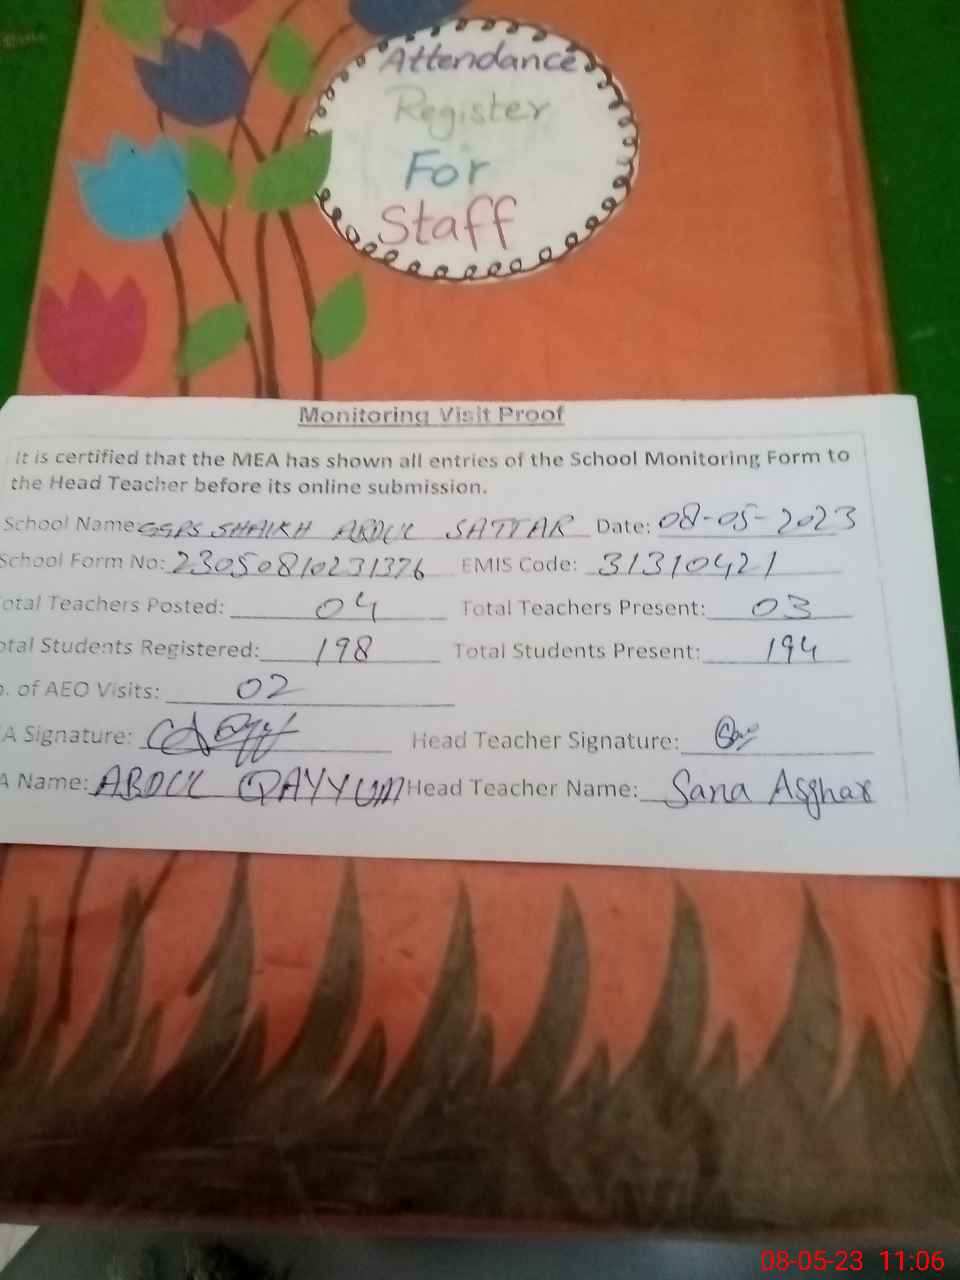 Attendance
Register
For
Staff
Monitoring Visit Proof
It is certified that the MEA has shown all entries of the School Monitoring Form to
the Head Teacher before its online submission.
School Name: GGPS SHAIKH ABDUL SATTAR Date: 08-05-2023
School Form No: 23050810231326 EMIS Code: 31310421
otal Teachers Posted: 04 Total Teachers Present: 03
otal Students Registered: 198 Total Students Present: 194
o. of AEO Visits: 02
A Signature: Head Teacher Signature:
A Name: ABDUL QAYYUM Head Teacher Name: Sana Asghar
08-05-23 11:06